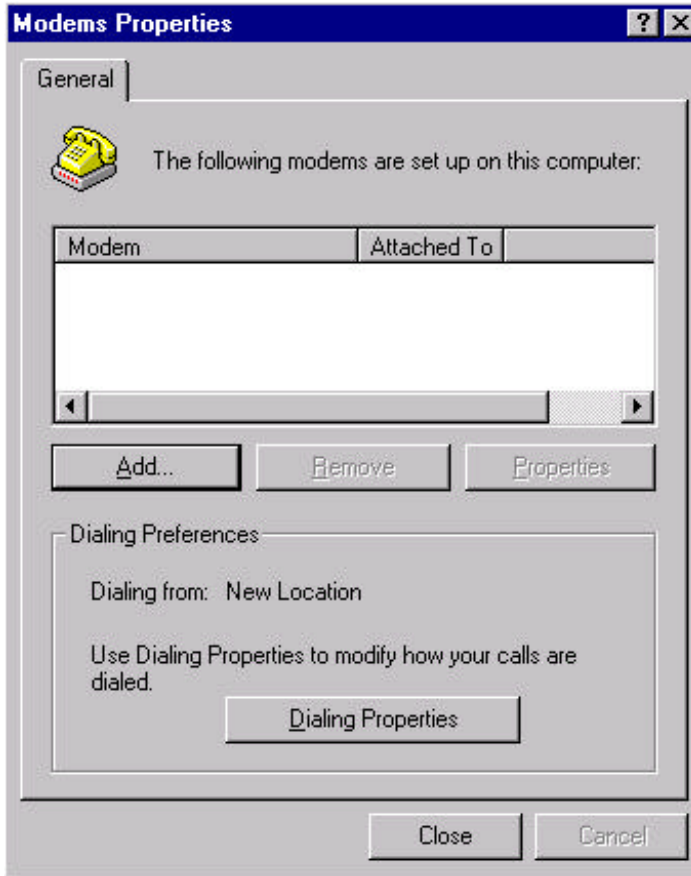 Modems Properties
General
The following modems are set up on this computer:
Modem Attached To
Add... Remove Properties
Dialing Preferences
Dialing from: New Location
Use Dialing Properties to modify how your calls are
dialed.
Dialing Properties
Close Cancel